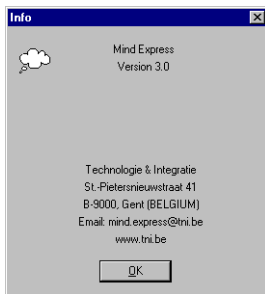 Info
Mind Express
Version 3.0
Technologie & Integratie
St.-Pietersnieuwstraat 41
B-9000, Gent (BELGIUM)
Email: mind.express@tni.be
www.tni.be
OK